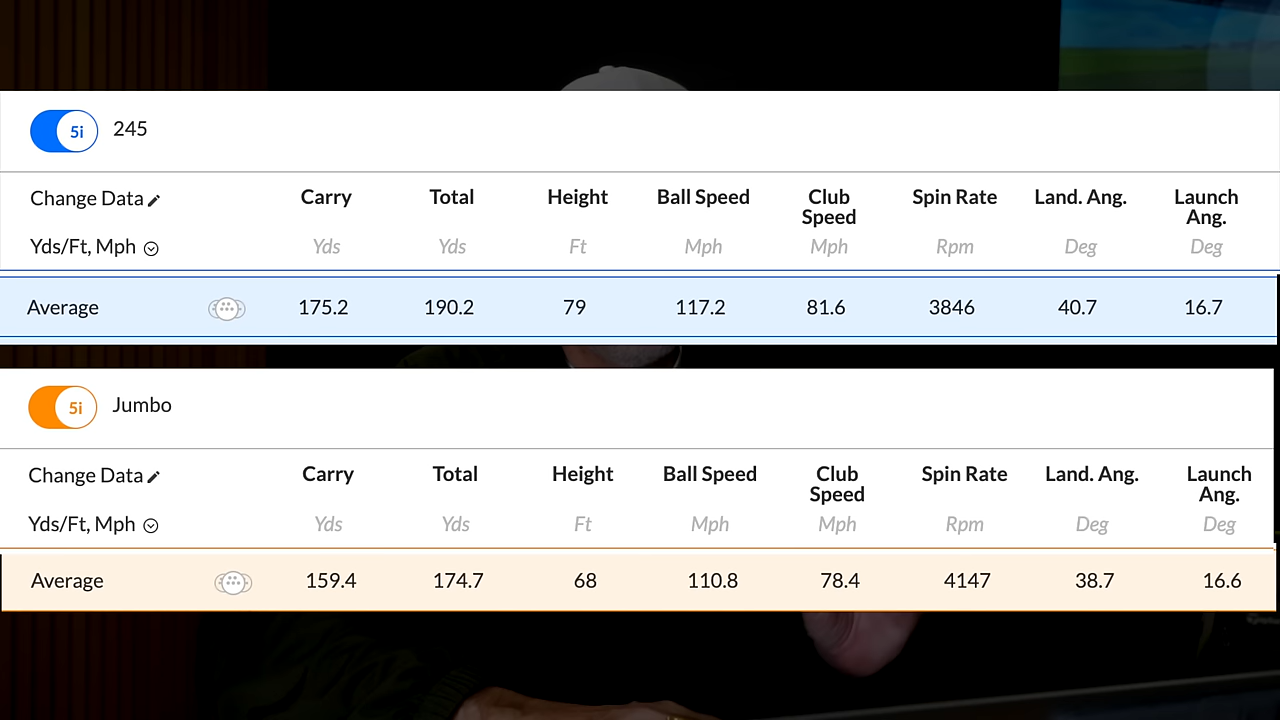 5i 245
Change Data Carry Total Height Ball Speed Club Speed Spin Rate Land. Ang. Launch Ang.
Yds/Ft, Mph Yds Yds Ft Mph Mph Rpm Deg Deg
Average 175.2 190.2 79 117.2 81.6 3846 40.7 16.7
5i Jumbo
Change Data Carry Total Height Ball Speed Club Speed Spin Rate Land. Ang. Launch Ang.
Yds/Ft, Mph Yds Yds Ft Mph Mph Rpm Deg Deg
Average 159.4 174.7 68 110.8 78.4 4147 38.7 16.6